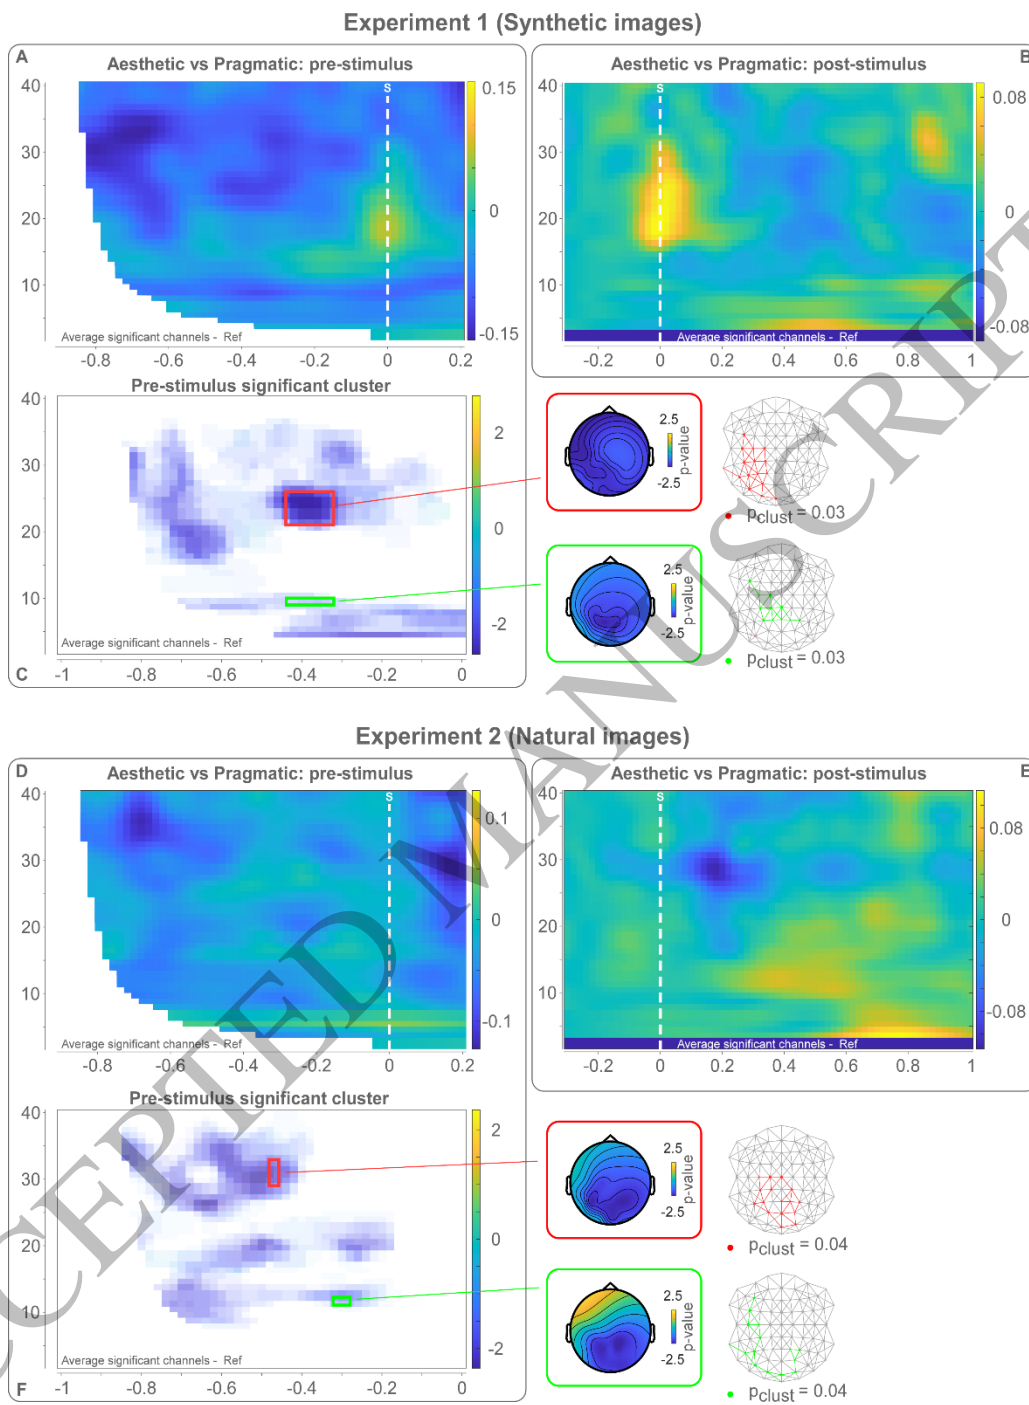 Experiment 1 (Synthetic images)
A
Aesthetic vs Pragmatic: pre-stimulus
40
30
20
10
S
0.15
0
-0.15
Average significant channels - Ref
-0.8
-0.6
-0.4
-0.2
0
0.2
B
Aesthetic vs Pragmatic: post-stimulus
40
30
20
10
S
0.08
0
-0.08
Average significant channels - Ref
-0.2
0
0.2
0.4
0.6
0.8
1
Pre-stimulus significant cluster
40
30
20
10
2
0
-2
Average significant channels - Ref
C
-1
-0.8
-0.6
-0.4
-0.2
0
2.5
p-value
-2.5
pclust = 0.03
2.5
p-value
-2.5
pclust = 0.03
Experiment 2 (Natural images)
D
Aesthetic vs Pragmatic: pre-stimulus
40
30
20
10
S
0.1
0
-0.1
Average significant channels - Ref
-0.8
-0.6
-0.4
-0.2
0
0.2
E
Aesthetic vs Pragmatic: post-stimulus
40
30
20
10
S
0.08
0
-0.08
Average significant channels - Ref
-0.2
0
0.2
0.4
0.6
0.8
1
Pre-stimulus significant cluster
40
30
20
10
2
0
-2
Average significant channels - Ref
F
-1
-0.8
-0.6
-0.4
-0.2
0
2.5
p-value
-2.5
pclust = 0.04
2.5
p-value
-2.5
pclust = 0.04
CEPTED MANUSCRIPT